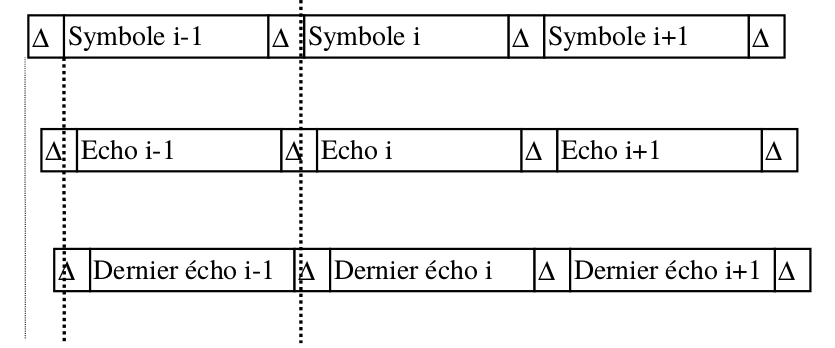 Δ Symbole i-1 Δ Symbole i Δ Symbole i+1 Δ
Δ Echo i-1 Δ Echo i Δ Echo i+1 Δ
Δ Dernier écho i-1 Δ Dernier écho i Δ Dernier écho i+1 Δ